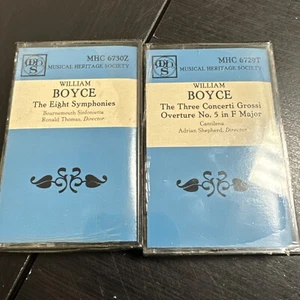 MHS
MHC 6730Z
MUSICAL HERITAGE SOCIETY
WILLIAM
BOYCE
The Eight Symphonies
Bournemouth Sinfonietta
Ronald Thomas, Director
MHS
MHC 6729T
MUSICAL HERITAGE SOCIETY
WILLIAM
BOYCE
The Three Concerti Grossi
Overture No. 5 in F Major
Cantilena
Adrian Shepherd, Director